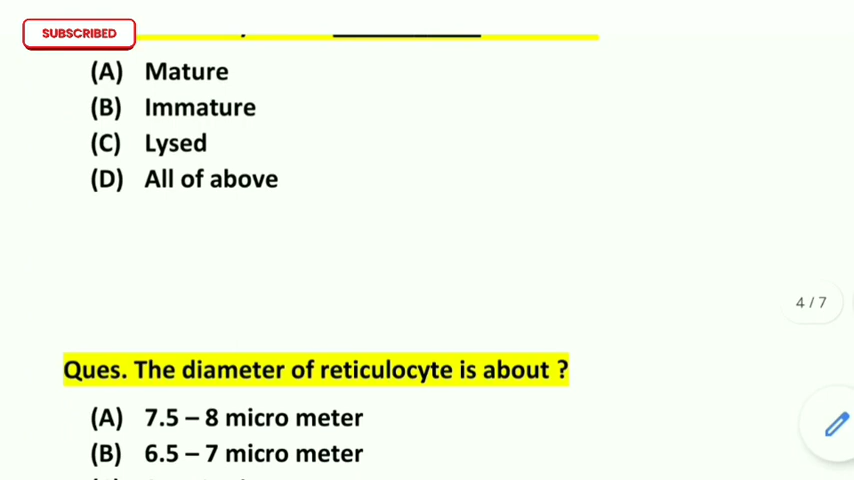 SUBSCRIBED
(A) Mature
(B) Immature
(C) Lysed
(D) All of above
4 / 7
Ques. The diameter of reticulocyte is about ?
(A) 7.5 – 8 micro meter
(B) 6.5 – 7 micro meter